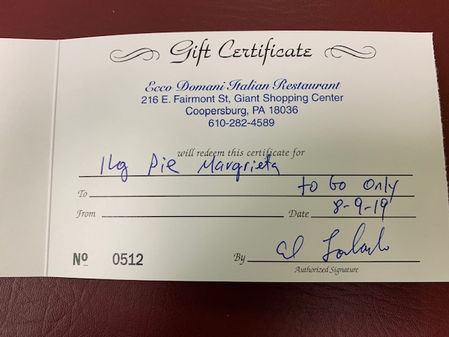 Gift Certificate
Ecco Domani Italian Restaurant
216 E. Fairmont St, Giant Shopping Center
Coopersburg, PA 18036
610-282-4589
will redeem this certificate for
Pie Margrieta
To to Go Only
From Date 8-9-19
No 0512 By
Authorized Signature